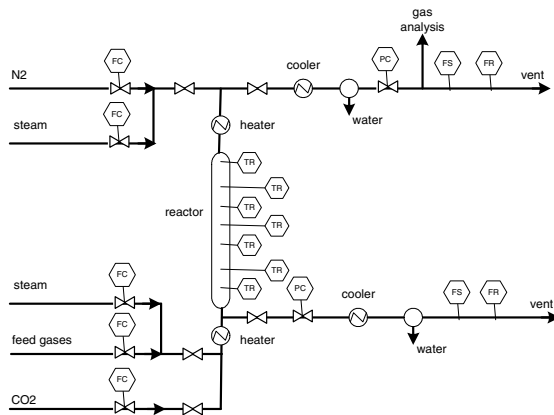 gas
analysis
FC
cooler
PC
FS
FR
N2
vent
FC
steam
water
heater
TR
TR
reactor
TR
TR
TR
TR
TR
steam
FC
PC
cooler
FS
FR
vent
FC
feed gases
heater
water
FC
CO2